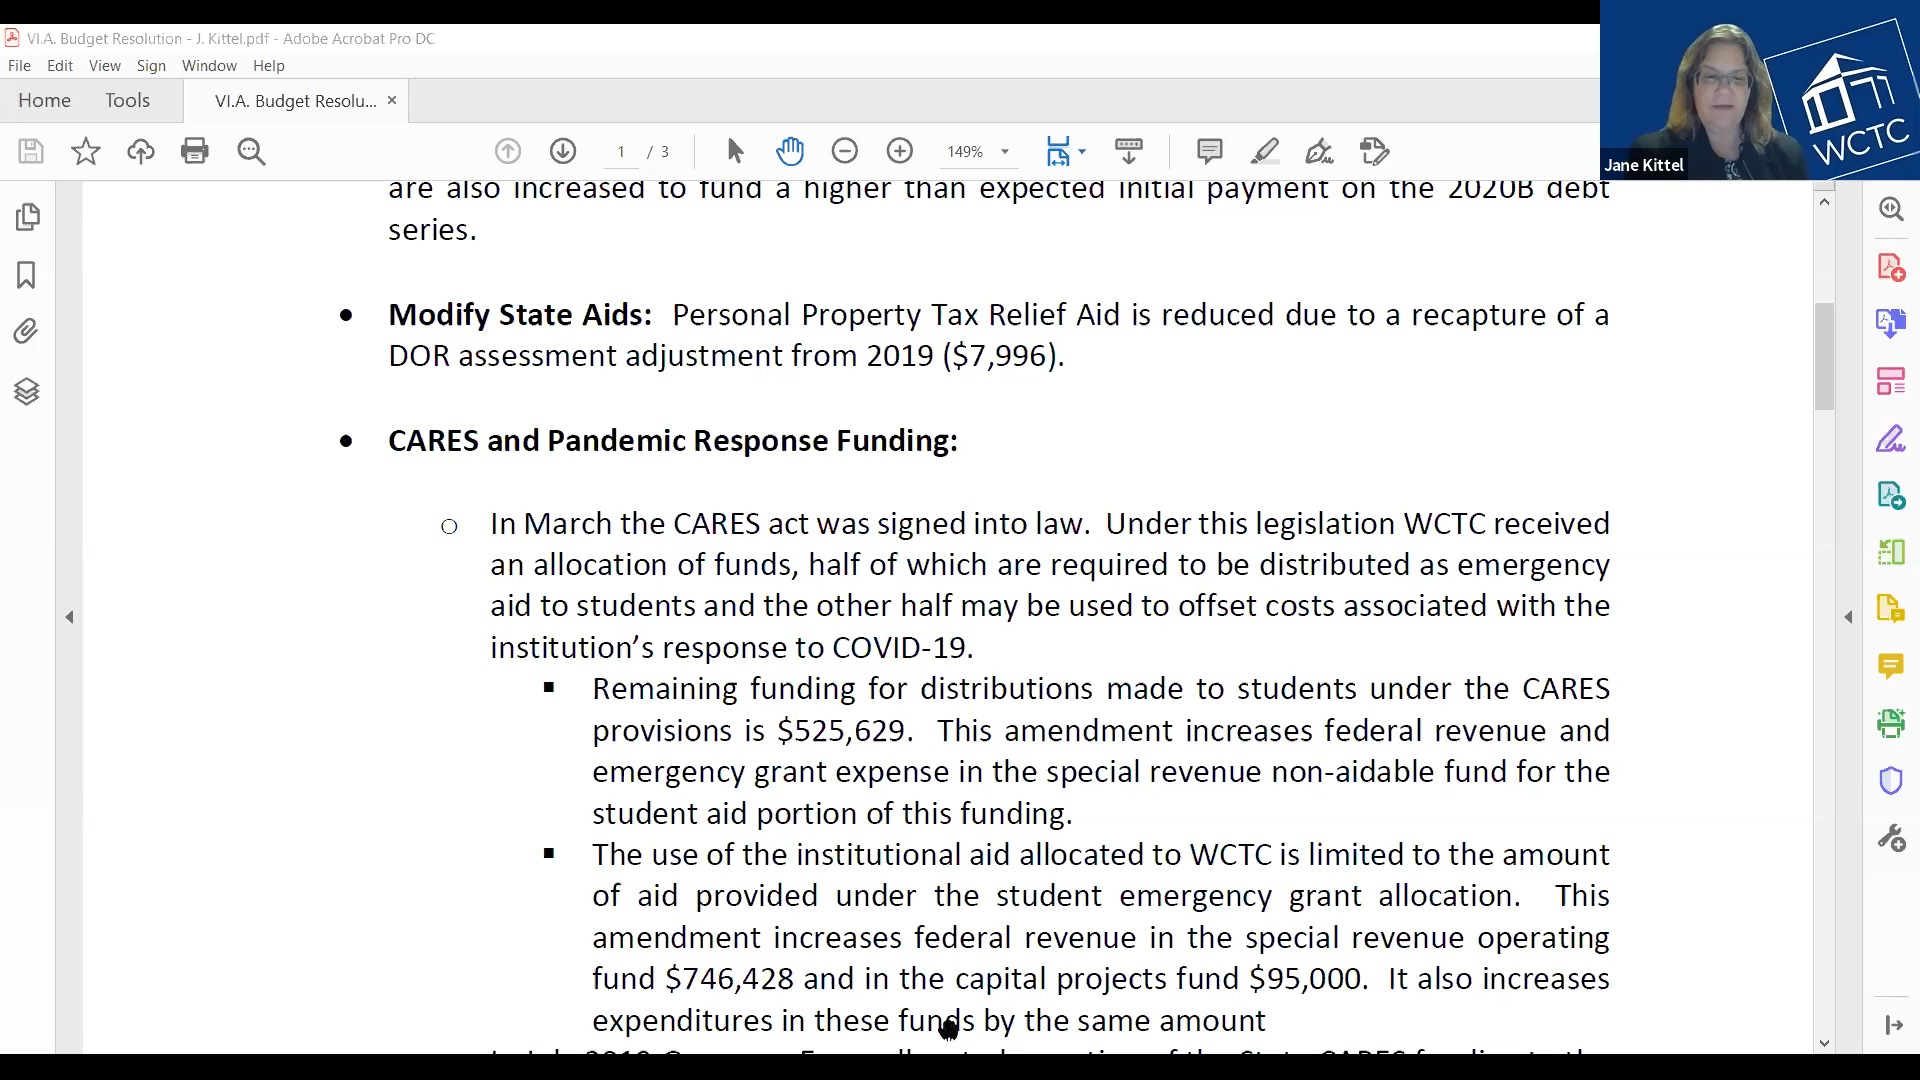 VI.A. Budget Resolution - J. Kittel.pdf - Adobe Acrobat Pro DC
File Edit View Sign Window Help
Home Tools VI.A. Budget Resolu... ×
1 / 3 149%
WCTC
Jane Kittel
are also increased to fund a higher than expected initial payment on the 2020B debt
series.
• Modify State Aids: Personal Property Tax Relief Aid is reduced due to a recapture of a
DOR assessment adjustment from 2019 ($7,996).
• CARES and Pandemic Response Funding:
○ In March the CARES act was signed into law. Under this legislation WCTC received
an allocation of funds, half of which are required to be distributed as emergency
aid to students and the other half may be used to offset costs associated with the
institution’s response to COVID-19.
▪ Remaining funding for distributions made to students under the CARES
provisions is $525,629. This amendment increases federal revenue and
emergency grant expense in the special revenue non-aidable fund for the
student aid portion of this funding.
▪ The use of the institutional aid allocated to WCTC is limited to the amount
of aid provided under the student emergency grant allocation. This
amendment increases federal revenue in the special revenue operating
fund $746,428 and in the capital projects fund $95,000. It also increases
expenditures in these funds by the same amount